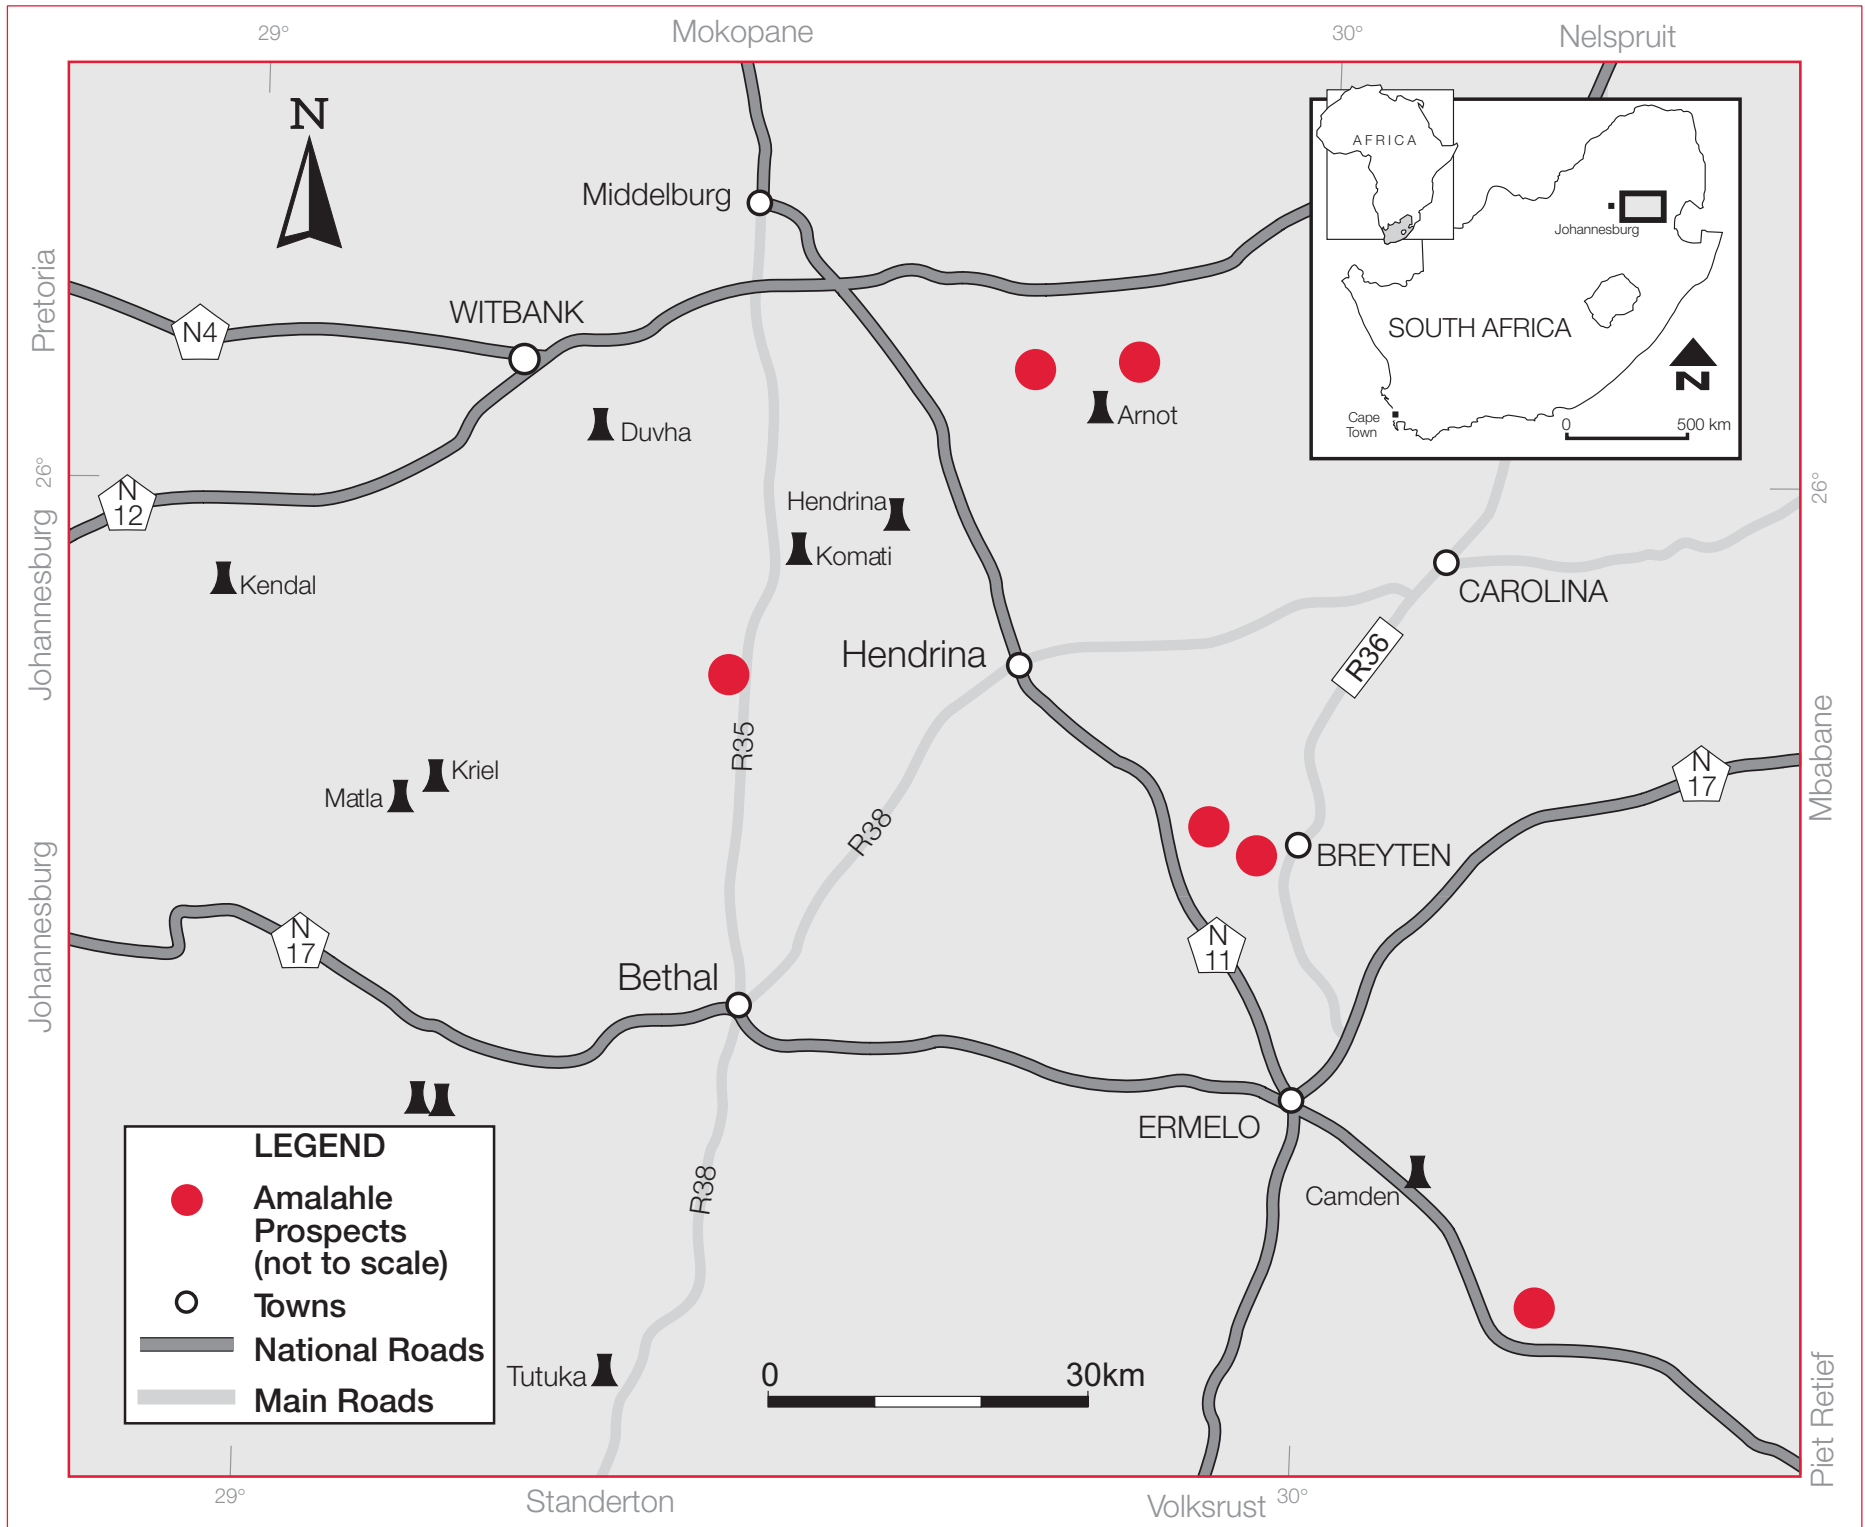 29°
Mokopane
30°
Nelspruit
N
AFRICA
Johannesburg
SOUTH AFRICA
N
Cape
Town
0
500 km
Middelburg
Pretoria
N4
WITBANK
Duvha
Arnot
26°
26°
N
12
Hendrina
Komati
Johannesburg
Kendal
CAROLINA
Hendrina
R36
R35
Mbabane
N
17
Kriel
Matla
R38
BREYTEN
Johannesburg
N
17
N
11
Bethal
ERMELO
Camden
R38
LEGEND
Amalahle
Prospects
(not to scale)
Towns
National Roads
Main Roads
Tutuka
0
30km
Piet Retief
29°
Standerton
Volksrust
30°